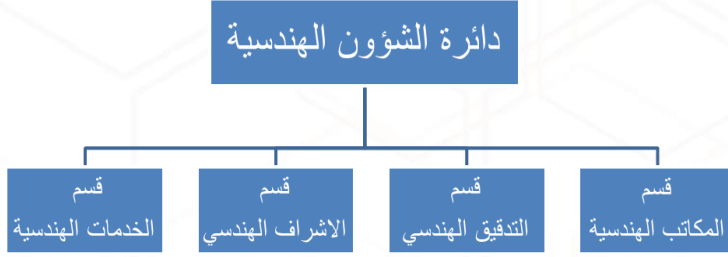 دائرة الشؤون الهندسية
قسم
المكاتب الهندسية
قسم
التدقيق الهندسي
قسم
الاشراف الهندسي
قسم
الخدمات الهندسية